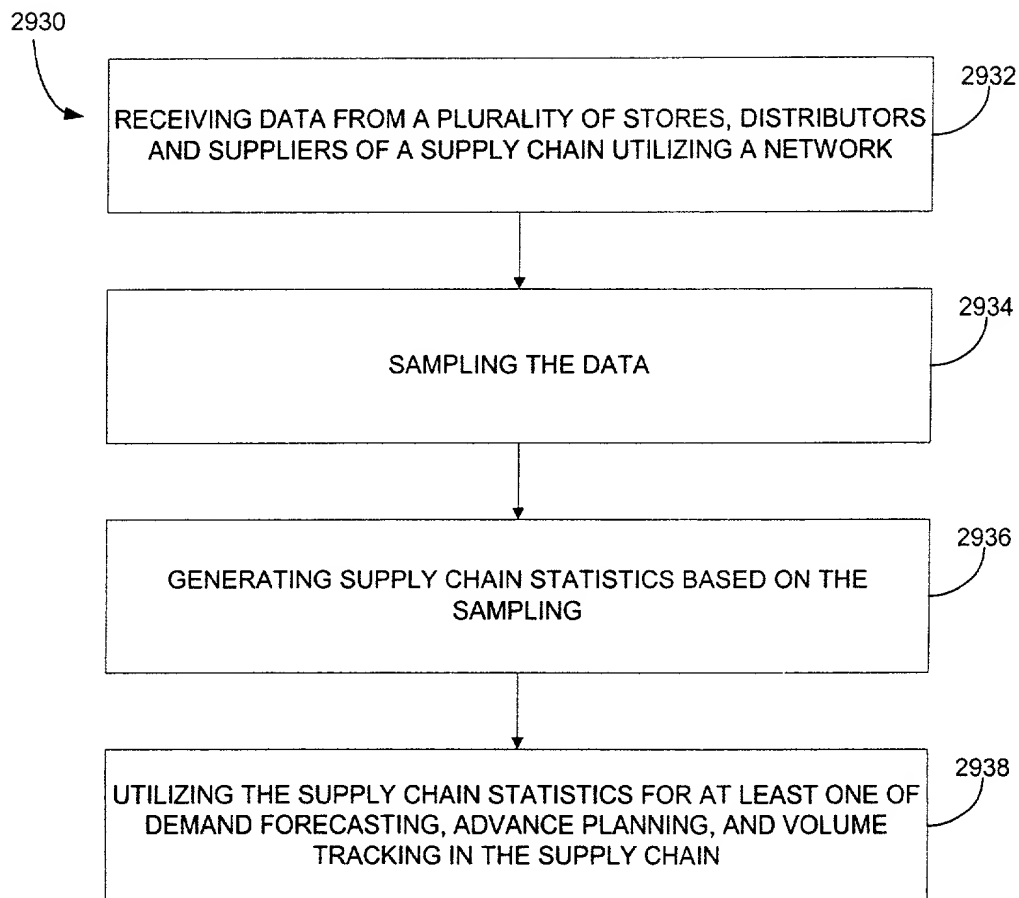 2930
2932
RECEIVING DATA FROM A PLURALITY OF STORES, DISTRIBUTORS
AND SUPPLIERS OF A SUPPLY CHAIN UTILIZING A NETWORK
2934
SAMPLING THE DATA
2936
GENERATING SUPPLY CHAIN STATISTICS BASED ON THE
SAMPLING
2938
UTILIZING THE SUPPLY CHAIN STATISTICS FOR AT LEAST ONE OF
DEMAND FORECASTING, ADVANCE PLANNING, AND VOLUME
TRACKING IN THE SUPPLY CHAIN